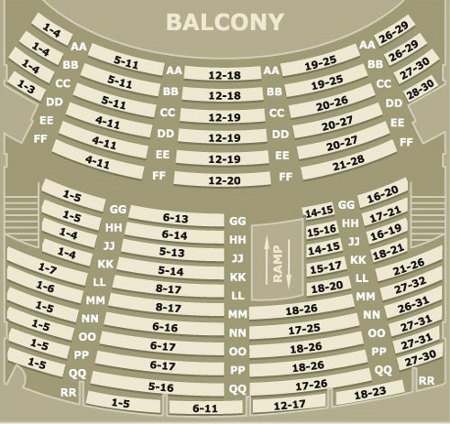 BALCONY
1-4 AA 5-11 AA 12-18 AA 19-25 AA 26-29
1-4 BB 5-11 BB 12-18 BB 19-25 BB 26-29
1-4 CC 5-11 CC 12-19 CC 20-26 CC 27-30
1-3 DD 4-11 DD 12-19 DD 20-27 DD 28-30
EE 4-11 EE 12-19 EE 20-27 EE
FF 4-11 FF 12-20 FF 21-28 FF
1-5 GG 6-13 GG 14-15 GG 16-20
1-5 HH 6-14 HH 15-16 HH 17-21
1-4 JJ 5-13 JJ 14-15 JJ 16-19
1-4 KK 5-14 KK 15-17 KK 18-21
RAMP
1-7 LL 8-17 LL 18-20 LL 21-26
1-6 MM 8-17 MM 18-26 MM 27-32
1-5 NN 6-16 NN 17-25 NN 26-31
1-5 OO 6-17 OO 18-26 OO 27-31
1-5 PP 6-17 PP 18-26 PP 27-31
1-5 QQ 5-16 QQ 17-26 QQ 27-30
RR 1-5 6-11 12-17 18-23 RR